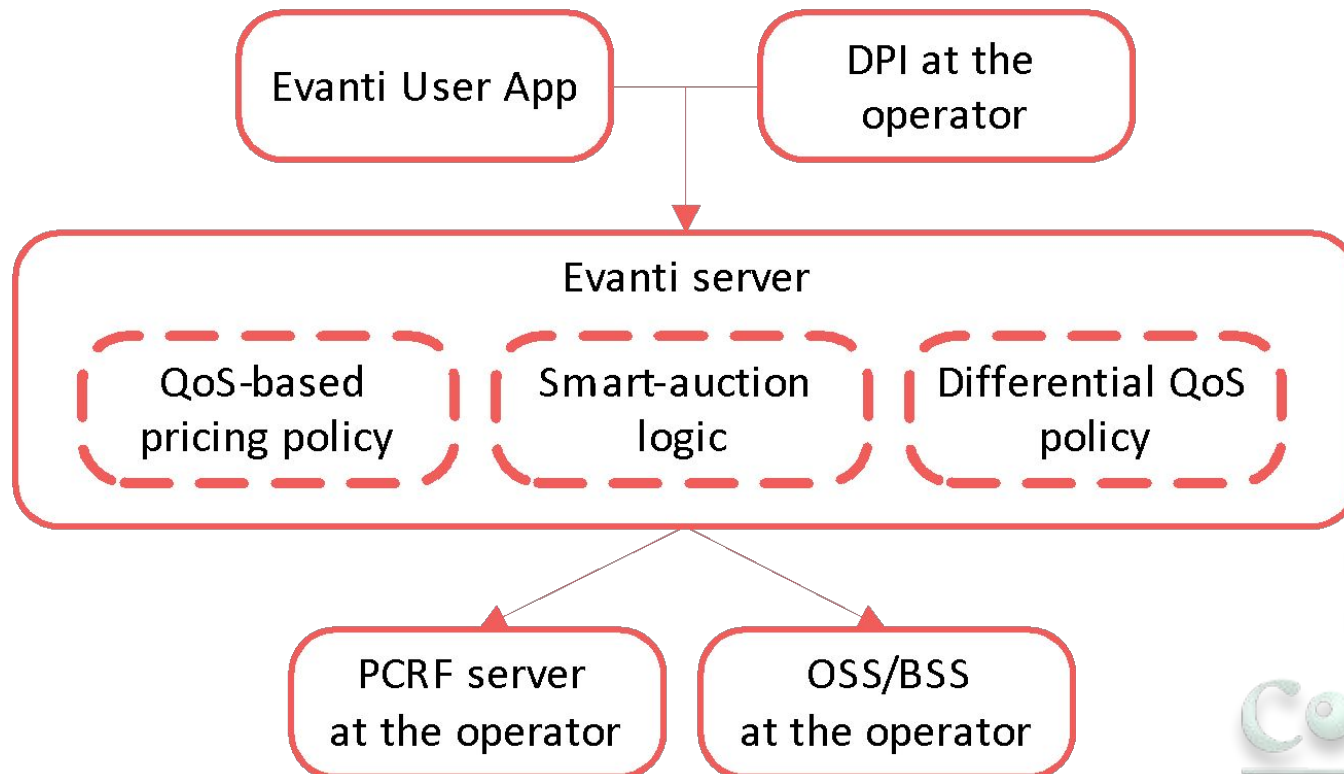 Evanti User App
DPI at the
operator
Evanti server
QoS-based
pricing policy
Smart-auction
logic
Differential QoS
policy
PCRF server
at the operator
OSS/BSS
at the operator
Co